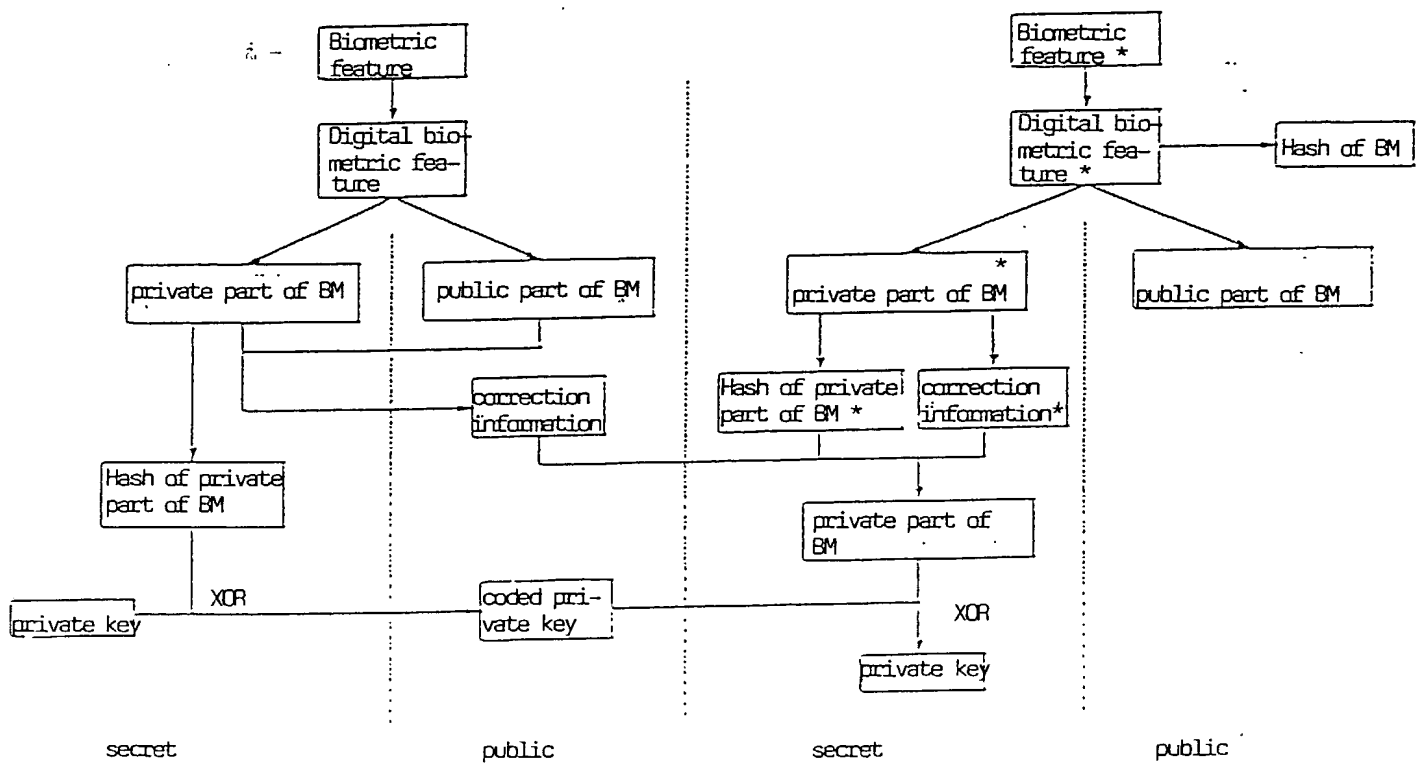 Biometric
feature
Digital bio-
metric fea-
ture
private part of BM
public part of BM
correction
information
Hash of private
part of BM
XOR
private key
coded pri-
vate key
secret
public
Biometric
feature *
Digital bio-
metric fea-
ture *
Hash of BM
*
private part of BM
public part of BM
Hash of private
part of BM *
correction
information*
private part of
BM
XOR
private key
secret
public